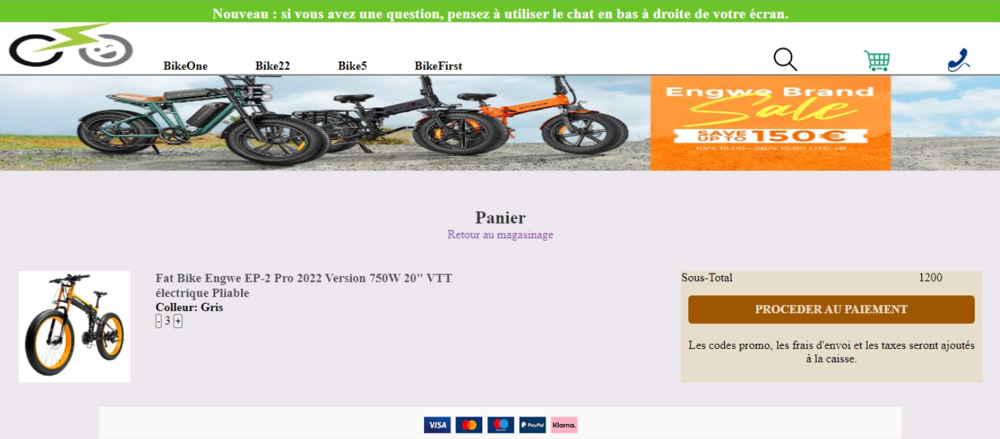 Nouveau : si vous avez une question, pensez à utiliser le chat en bas à droite de votre écran.
BikeOne Bike22 Bike5 BikeFirst
Engwe Brand
Sale
SAVE UP TO 150€
10/4 15:00 - 28/4 15:00 UTC +8
Panier
Retour au magasinage
Fat Bike Engwe EP-2 Pro 2022 Version 750W 20" VTT
électrique Pliable
Colleur: Gris
- 3 +
Sous-Total 1200
PROCEDER AU PAIEMENT
Les codes promo, les frais d'envoi et les taxes seront ajoutés
à la caisse.
VISA PayPal Klarna.